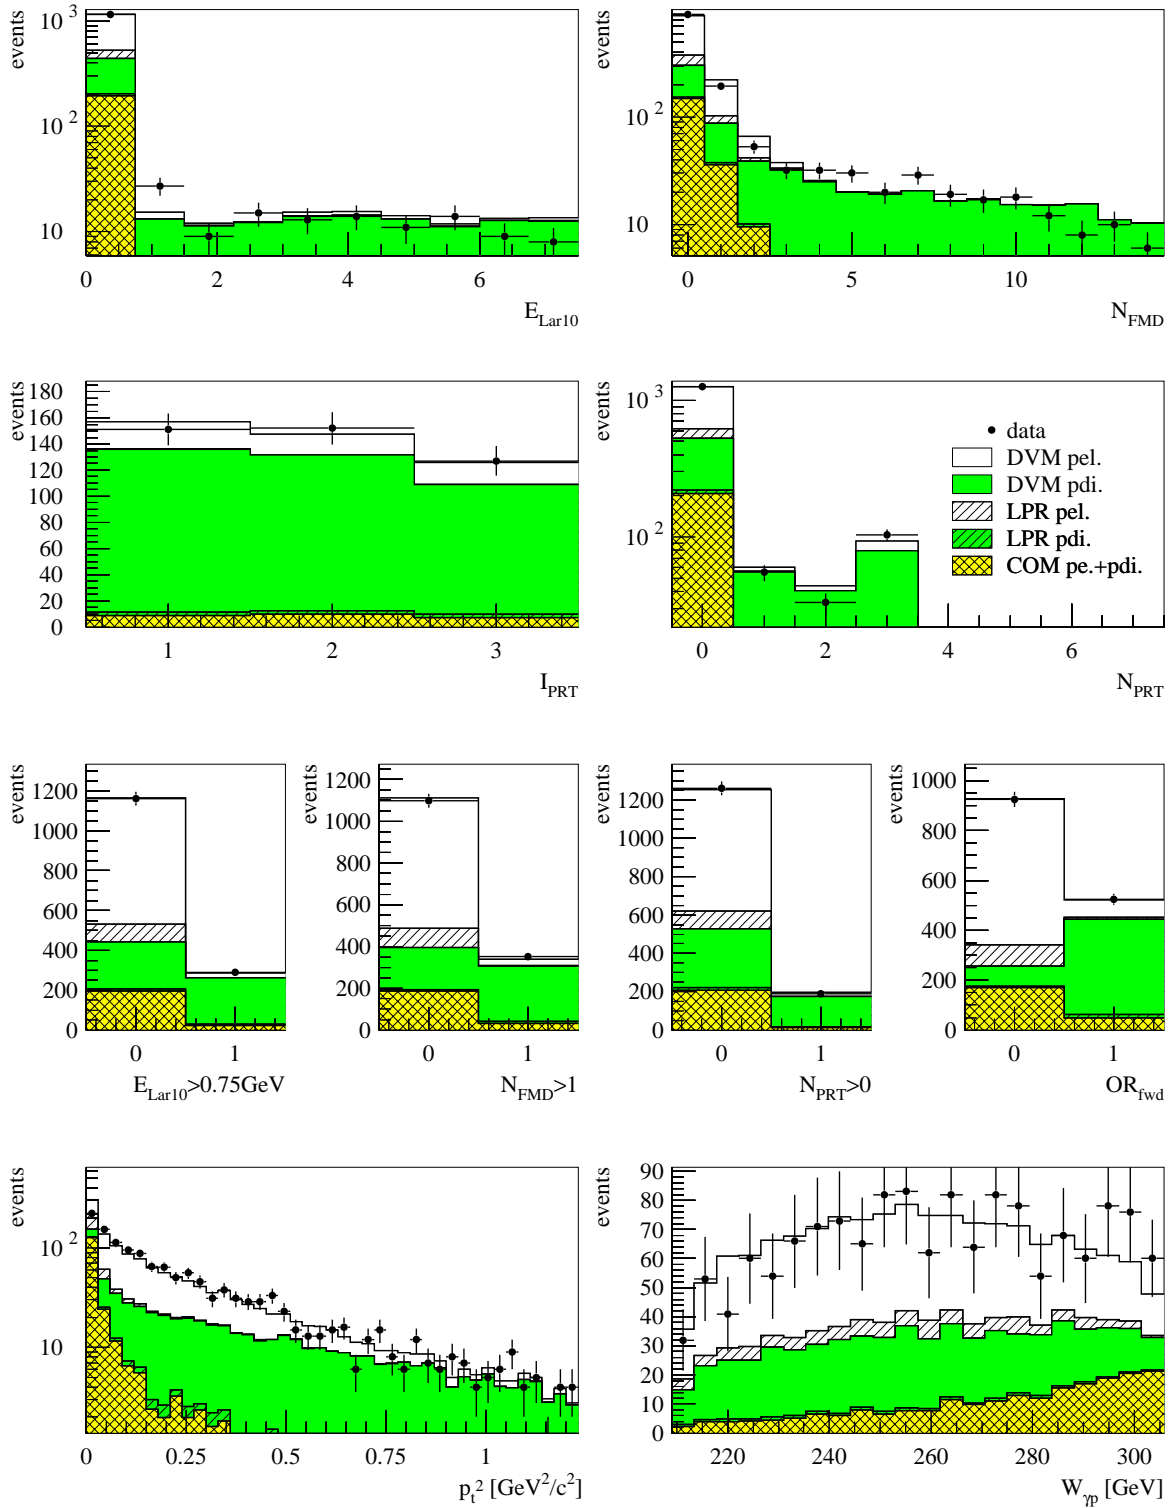 events
10³
10²
10
0 2 4 6
E_Lar10
events
10²
10
0 5 10
N_FMD
events
180
160
140
120
100
80
60
40
20
0
1 2 3
I_PRT
events
10³
10²
0 2 4 6
N_PRT
data
DVM pel.
DVM pdi.
LPR pel.
LPR pdi.
COM pe.+pdi.
events
1200
1000
800
600
400
200
0
0 1
E_Lar10>0.75GeV
events
1200
1000
800
600
400
200
0
0 1
N_FMD>1
events
1200
1000
800
600
400
200
0
0 1
N_PRT>0
events
1000
800
600
400
200
0
0 1
OR_fwd
events
10²
10
0 0.25 0.5 0.75 1
p_t² [GeV²/c²]
events
90
80
70
60
50
40
30
20
10
0
220 240 260 280 300
W_γp [GeV]